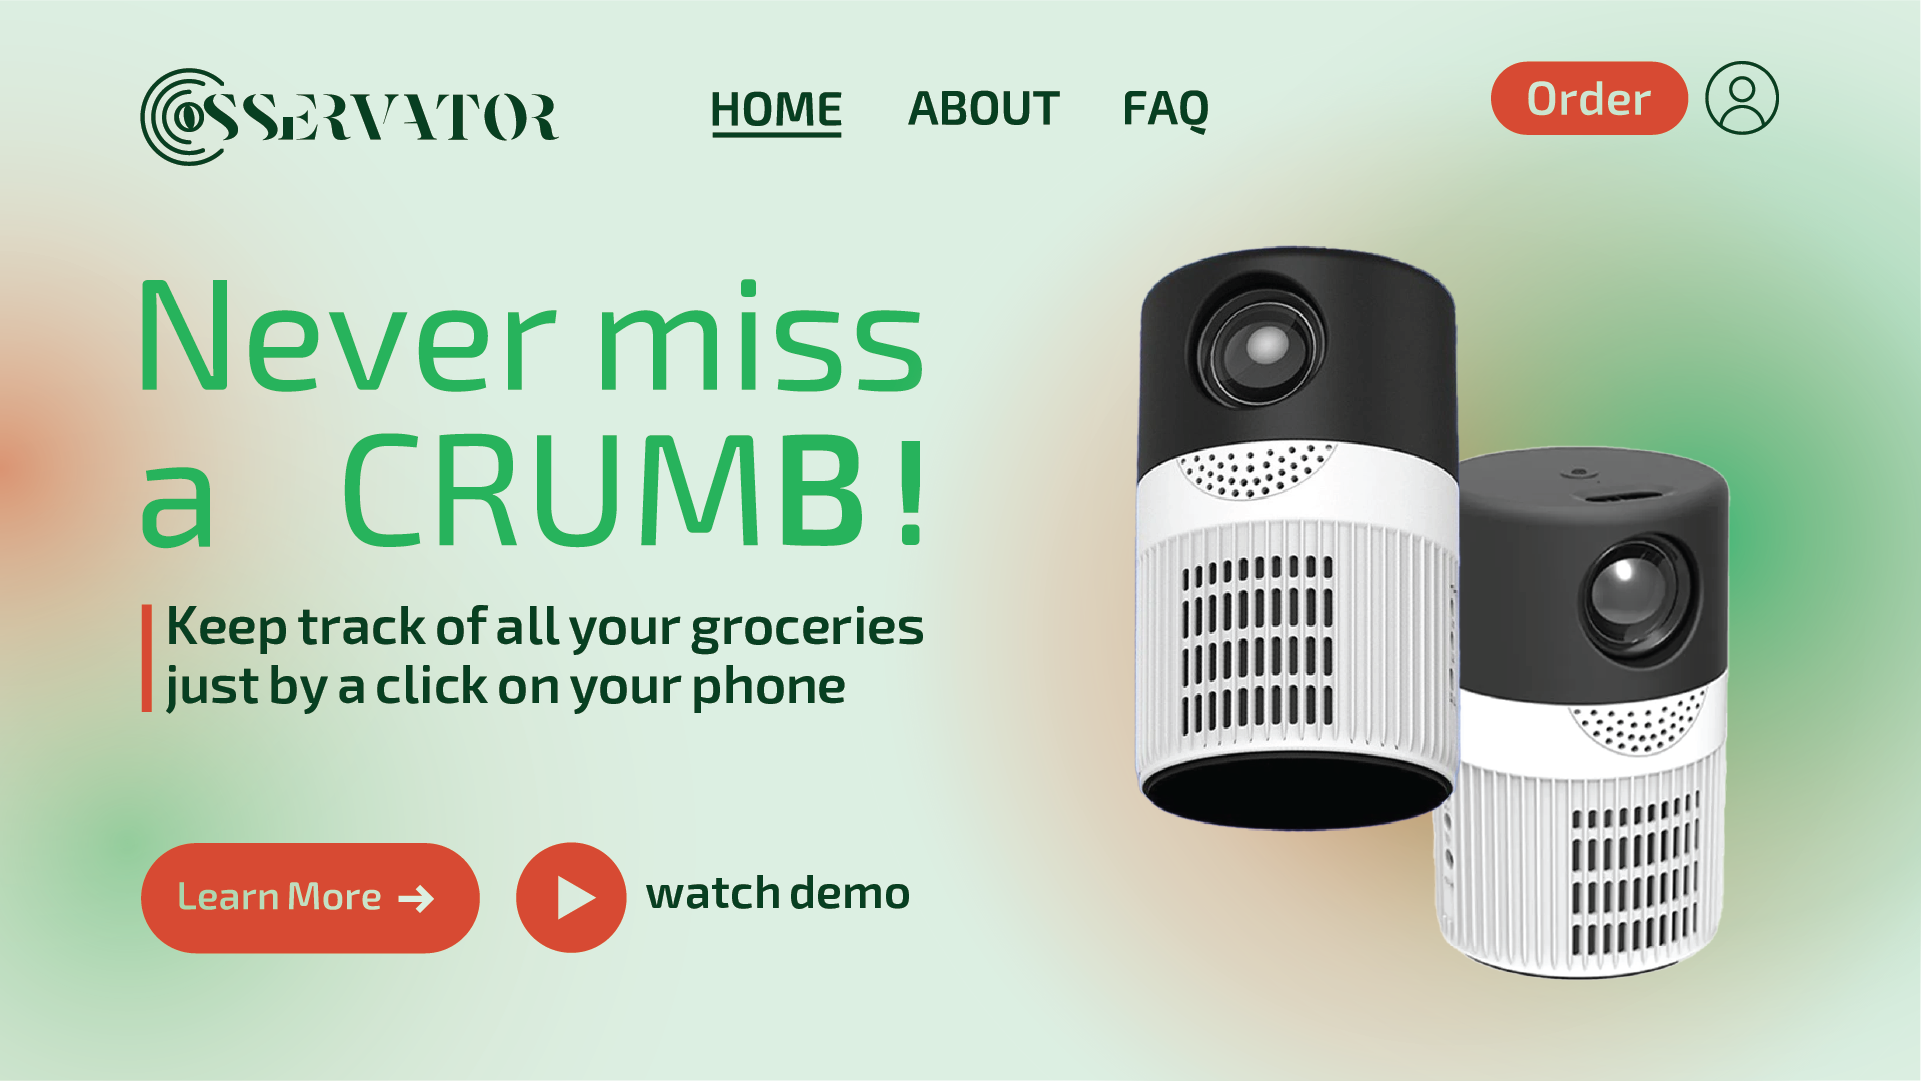 OSSERVATOR
HOME
ABOUT
FAQ
Order
Never miss
a CRUMB!
Keep track of all your groceries
just by a click on your phone
Learn More
watch demo